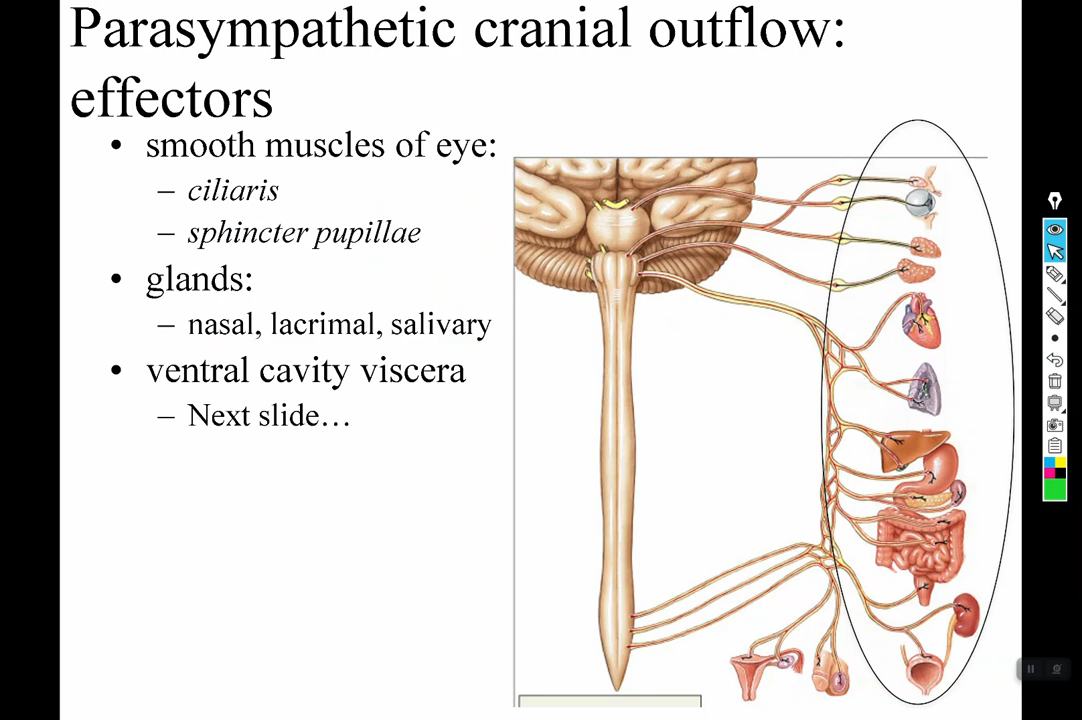 Parasympathetic cranial outflow:
effectors
• smooth muscles of eye:
– ciliaris
– sphincter pupillae
• glands:
– nasal, lacrimal, salivary
• ventral cavity viscera
– Next slide…